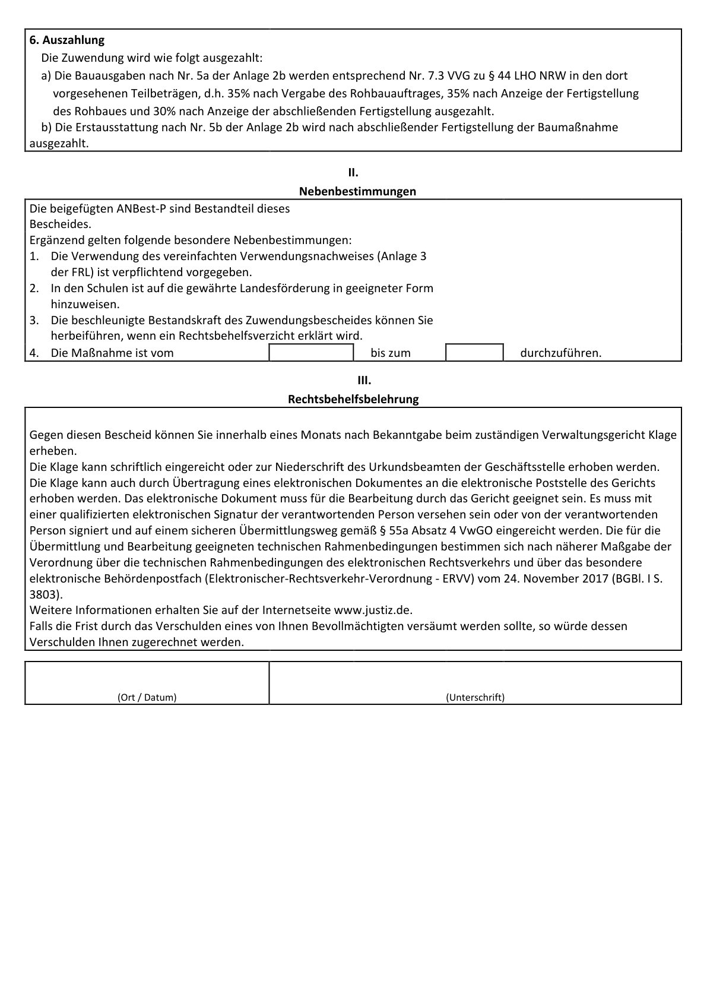 6. Auszahlung
Die Zuwendung wird wie folgt ausgezahlt:
a) Die Bauausgaben nach Nr. 5a der Anlage 2b werden entsprechend Nr. 7.3 VVG zu § 44 LHO NRW in den dort
vorgesehenen Teilbeträgen, d.h. 35% nach Vergabe des Rohbauauftrages, 35% nach Anzeige der Fertigstellung
des Rohbaues und 30% nach Anzeige der abschließenden Fertigstellung ausgezahlt.
b) Die Erstausstattung nach Nr. 5b der Anlage 2b wird nach abschließender Fertigstellung der Baumaßnahme
ausgezahlt.
II.
Nebenbestimmungen
Die beigefügten ANBest-P sind Bestandteil dieses
Bescheides.
Ergänzend gelten folgende besondere Nebenbestimmungen:
1. Die Verwendung des vereinfachten Verwendungsnachweises (Anlage 3
der FRL) ist verpflichtend vorgegeben.
2. In den Schulen ist auf die gewährte Landesförderung in geeigneter Form
hinzuweisen.
3. Die beschleunigte Bestandskraft des Zuwendungsbescheides können Sie
herbeiführen, wenn ein Rechtsbehelfsverzicht erklärt wird.
4. Die Maßnahme ist vom bis zum durchzuführen.
III.
Rechtsbehelfsbelehrung
Gegen diesen Bescheid können Sie innerhalb eines Monats nach Bekanntgabe beim zuständigen Verwaltungsgericht Klage
erheben.
Die Klage kann schriftlich eingereicht oder zur Niederschrift des Urkundsbeamten der Geschäftsstelle erhoben werden.
Die Klage kann auch durch Übertragung eines elektronischen Dokumentes an die elektronische Poststelle des Gerichts
erhoben werden. Das elektronische Dokument muss für die Bearbeitung durch das Gericht geeignet sein. Es muss mit
einer qualifizierten elektronischen Signatur der verantwortenden Person versehen sein oder von der verantwortenden
Person signiert und auf einem sicheren Übermittlungsweg gemäß § 55a Absatz 4 VwGO eingereicht werden. Die für die
Übermittlung und Bearbeitung geeigneten technischen Rahmenbedingungen bestimmen sich nach näherer Maßgabe der
Verordnung über die technischen Rahmenbedingungen des elektronischen Rechtsverkehrs und über das besondere
elektronische Behördenpostfach (Elektronischer-Rechtsverkehr-Verordnung - ERVV) vom 24. November 2017 (BGBl. I S.
3803).
Weitere Informationen erhalten Sie auf der Internetseite www.justiz.de.
Falls die Frist durch das Verschulden eines von Ihnen Bevollmächtigten versäumt werden sollte, so würde dessen
Verschulden Ihnen zugerechnet werden.
(Ort / Datum) (Unterschrift)